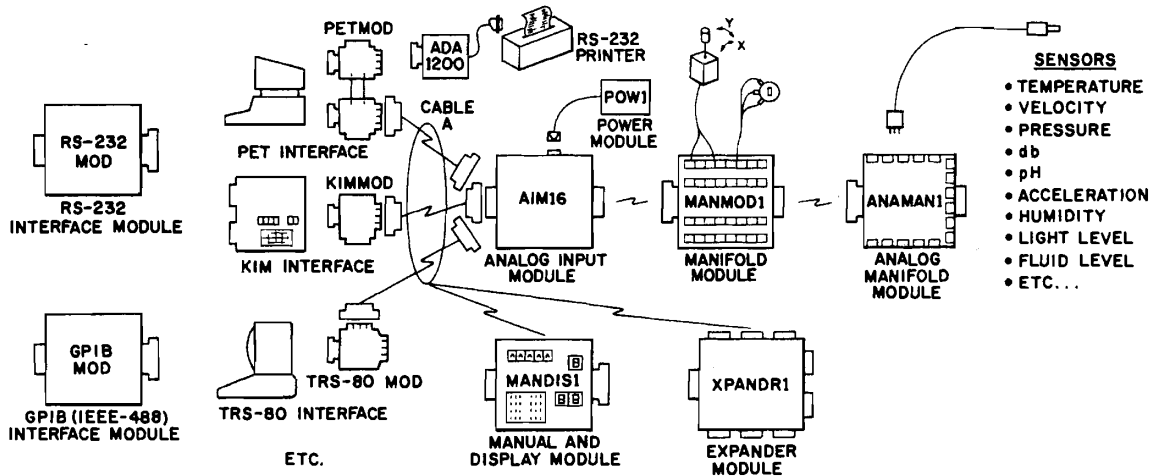 RS-232
MOD
RS-232
INTERFACE MODULE
GPIB
MOD
GPIB (IEEE-488)
INTERFACE MODULE
PETMOD
PET INTERFACE
ADA
1200
RS-232
PRINTER
CABLE
A
KIMMOD
KIM INTERFACE
TRS-80 MOD
TRS-80 INTERFACE
ETC.
POW1
POWER
MODULE
AIM16
ANALOG INPUT
MODULE
Y
X
MANMOD1
MANIFOLD
MODULE
ANAMAN1
ANALOG
MANIFOLD
MODULE
MANDIS1
MANUAL AND
DISPLAY MODULE
XPANDR1
EXPANDER
MODULE
SENSORS
• TEMPERATURE
• VELOCITY
• PRESSURE
• db
• pH
• ACCELERATION
• HUMIDITY
• LIGHT LEVEL
• FLUID LEVEL
• ETC...